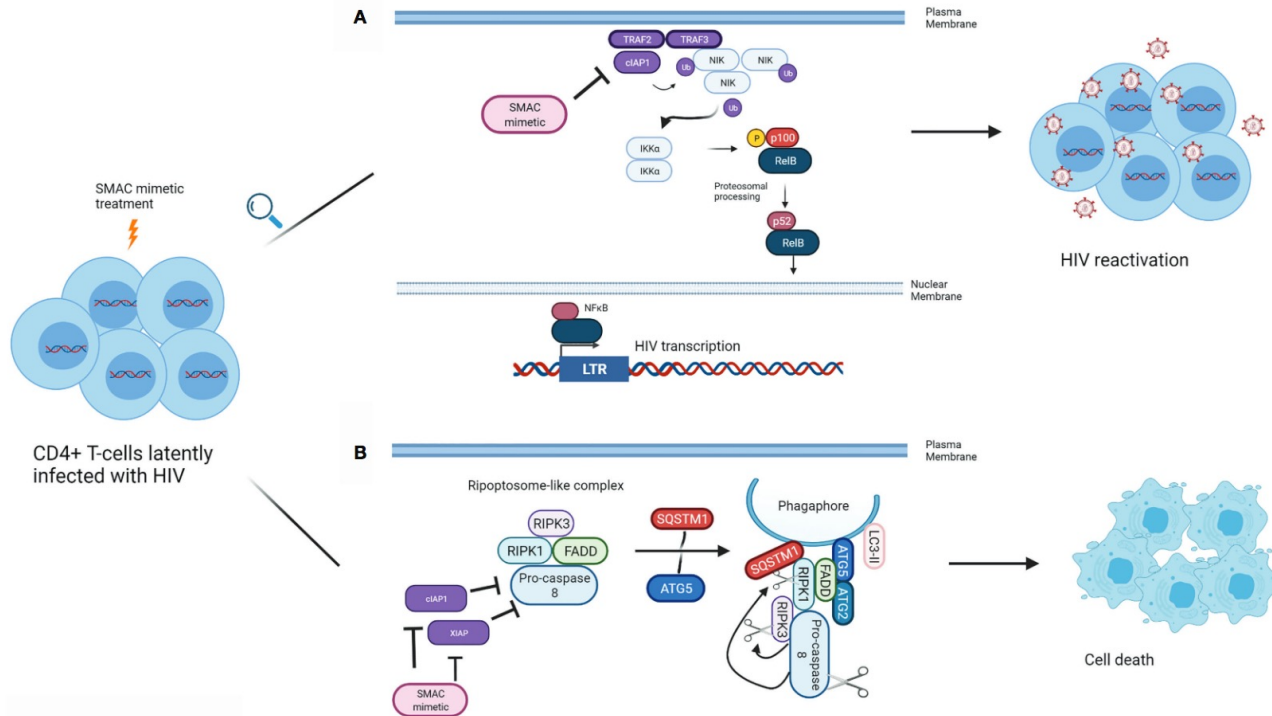 SMAC mimetic
treatment
CD4+ T-cells latently
infected with HIV
A
Plasma
Membrane
TRAF2
TRAF3
cIAP1
Ub
NIK
NIK
NIK
Ub
Ub
SMAC
mimetic
IKKα
IKKα
P
p100
RelB
Proteosomal
processing
p52
RelB
Nuclear
Membrane
NFκB
HIV transcription
LTR
HIV reactivation
B
Plasma
Membrane
Ripoptosome-like complex
RIPK3
RIPK1
FADD
Pro-caspase
8
cIAP1
XIAP
SMAC
mimetic
SQSTM1
ATG5
Phagaphore
SQSTM1
RIPK1
FADD
ATG5
ATG2
LC3-II
RIPK3
Pro-caspase
8
Cell death